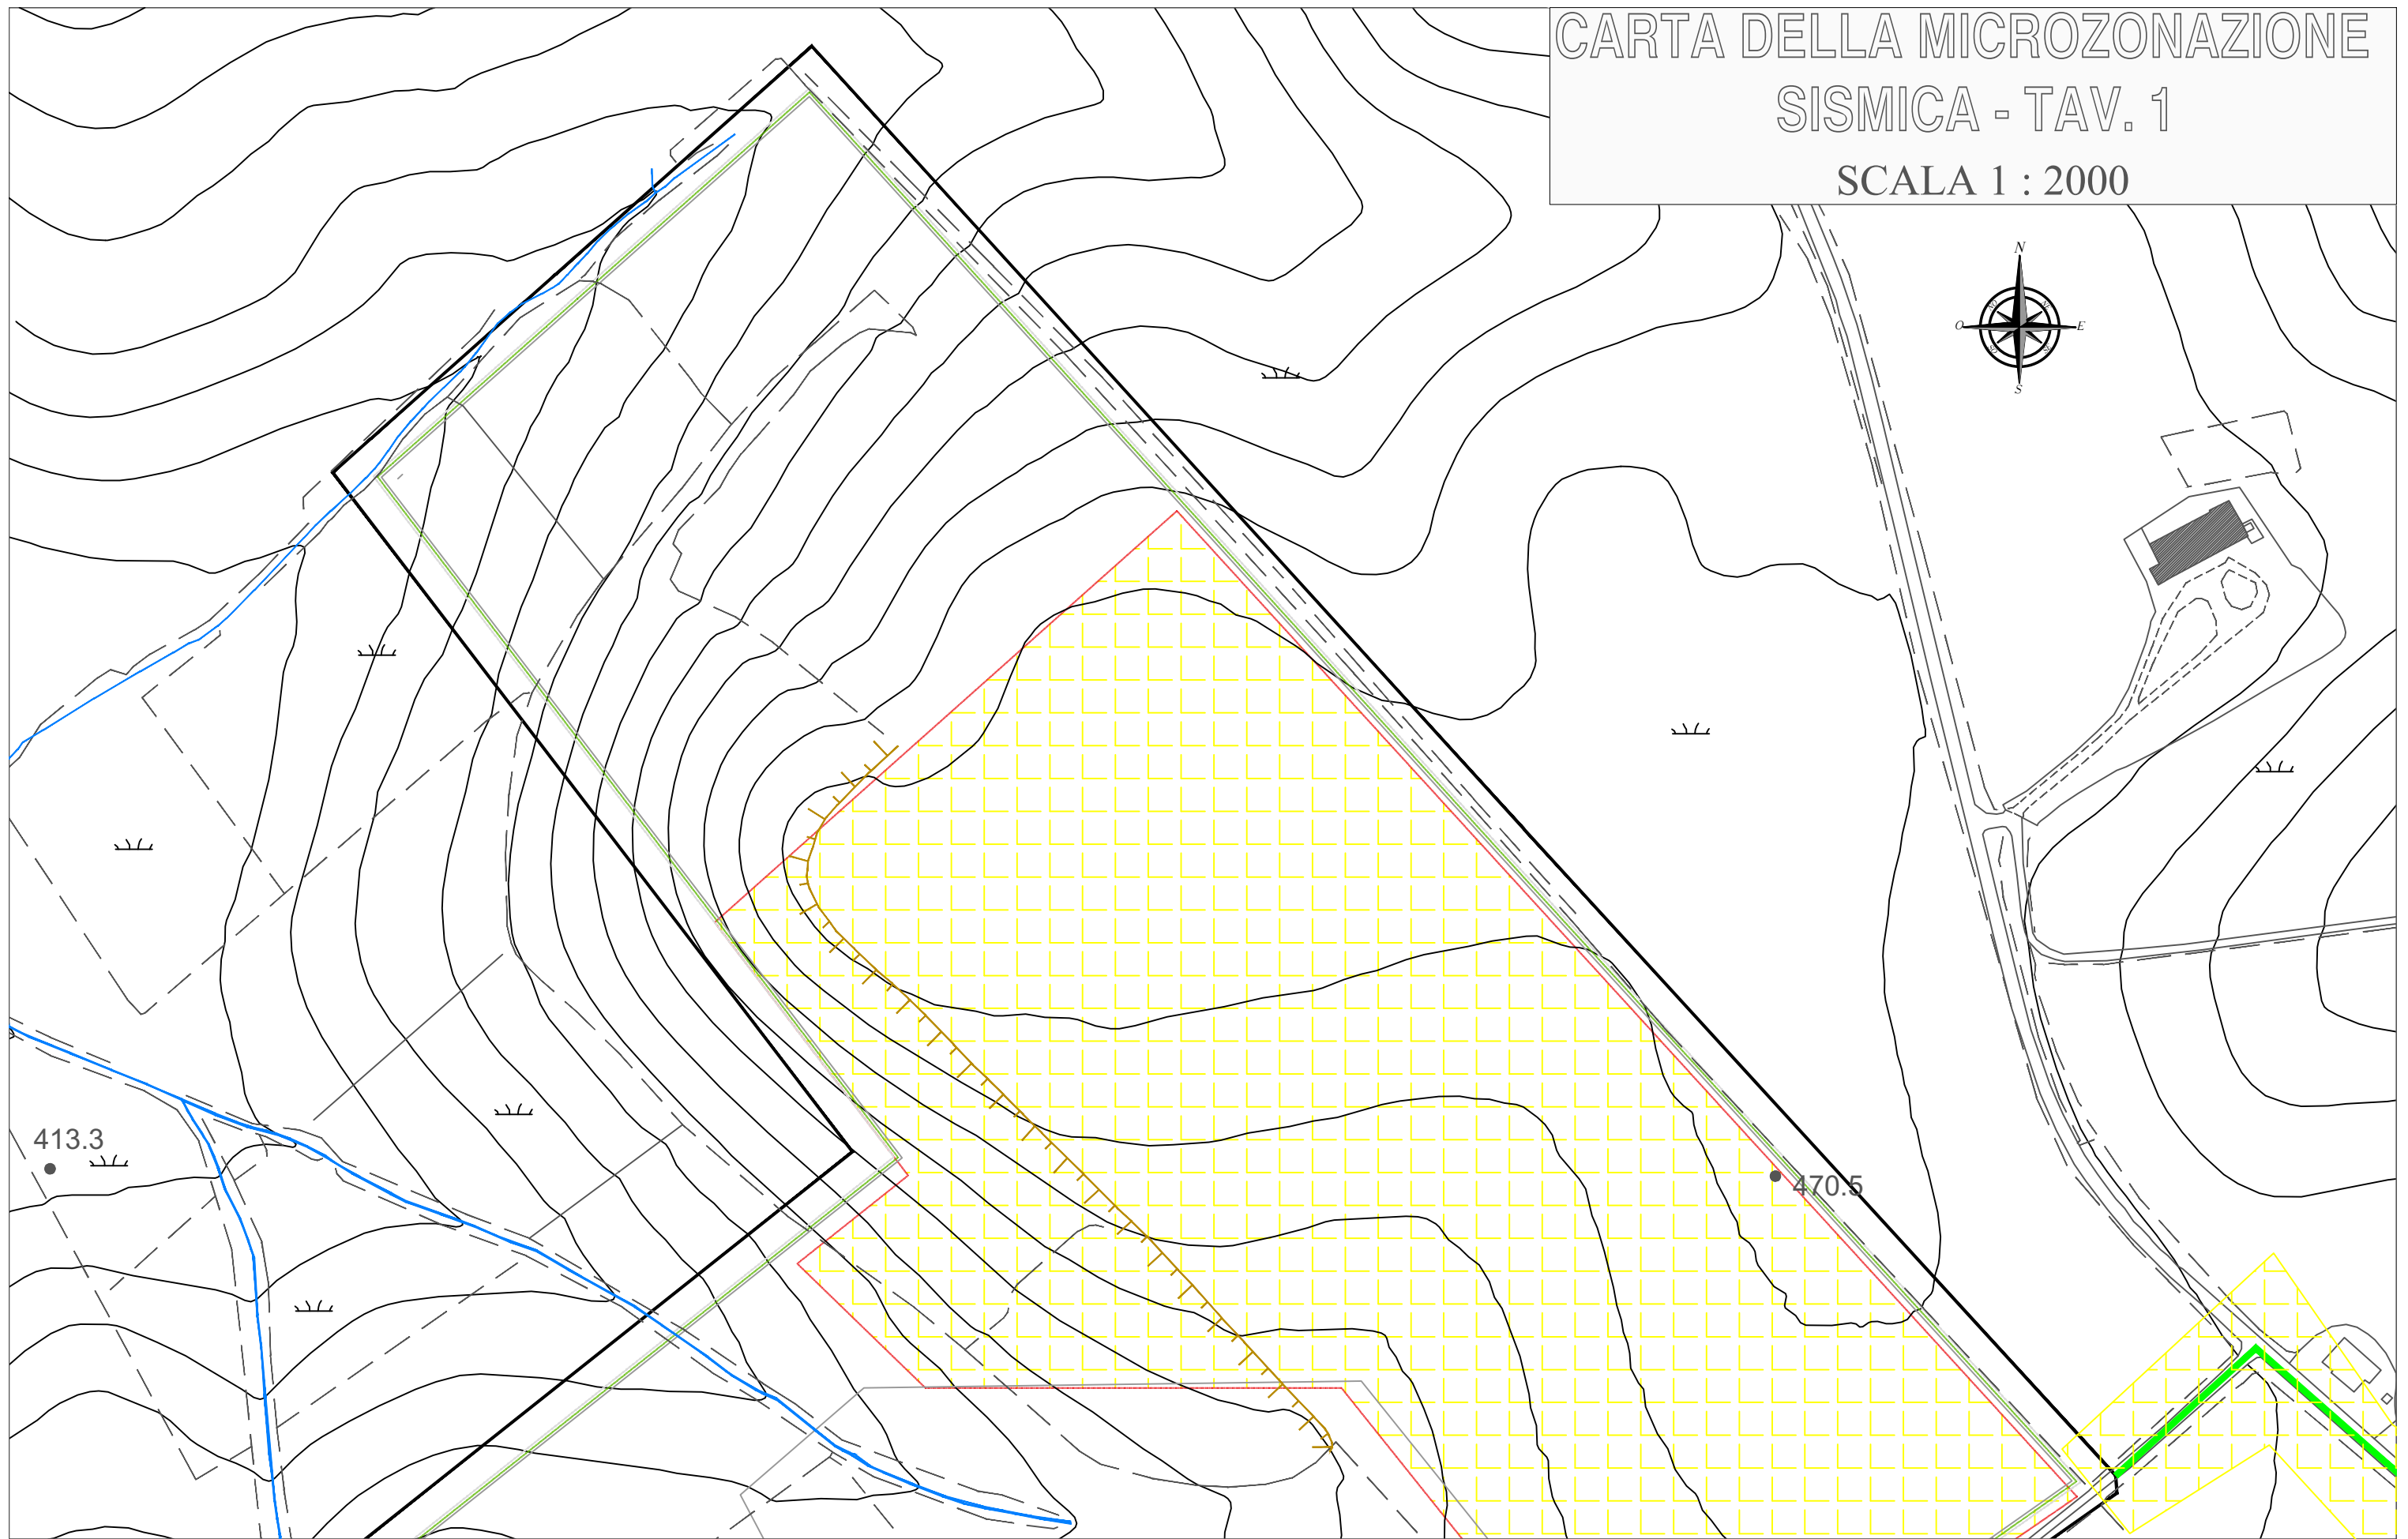 CARTA DELLA MICROZONAZIONE
SISMICA - TAV. 1
SCALA 1 : 2000
N
O
E
S
413.3
470.5